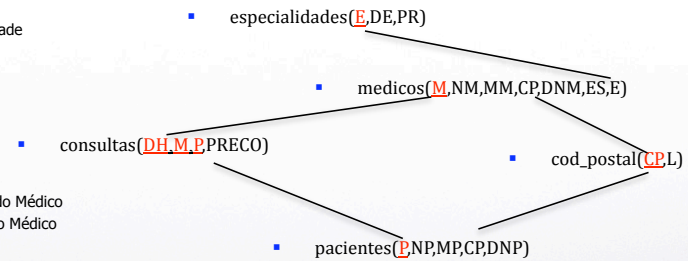 especialidades(E,DE,PR)
ade
medicos(M,NM,MM,CP,DNM,ES,E)
consultas(DH,M,P,PRECO)
cod_postal(CP,L)
do Médico
o Médico
pacientes(P,NP,MP,CP,DNP)